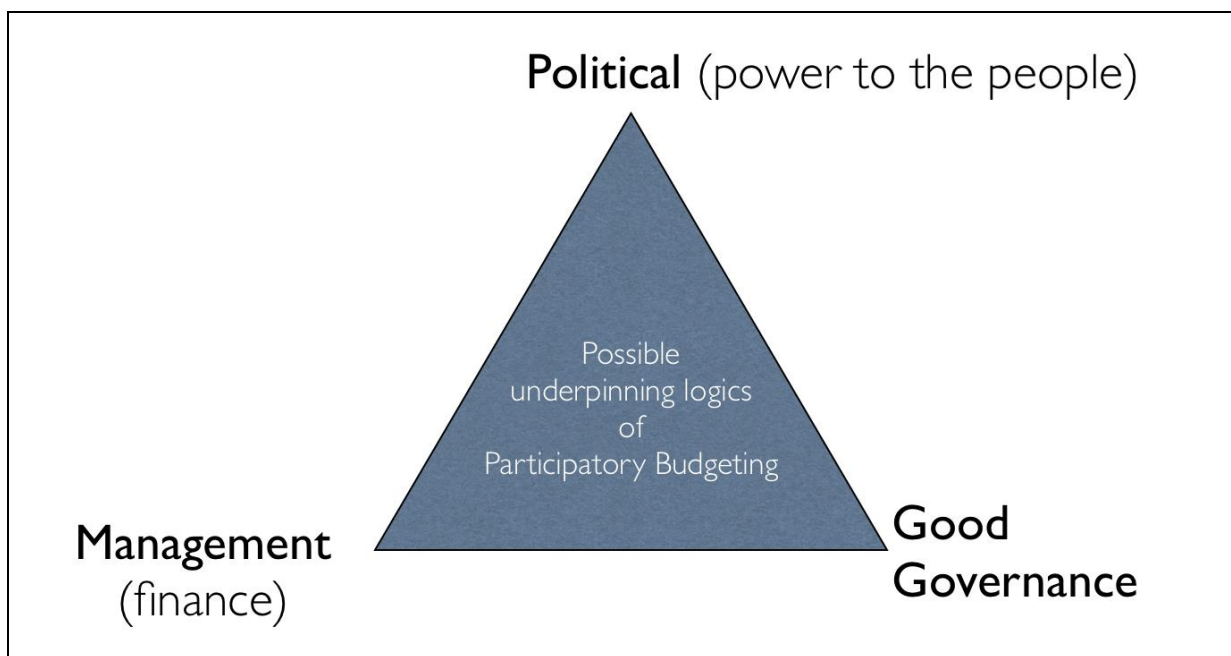 Political (power to the people)
Possible
underpinning logics
of
Participatory Budgeting
Management
(finance)
Good
Governance